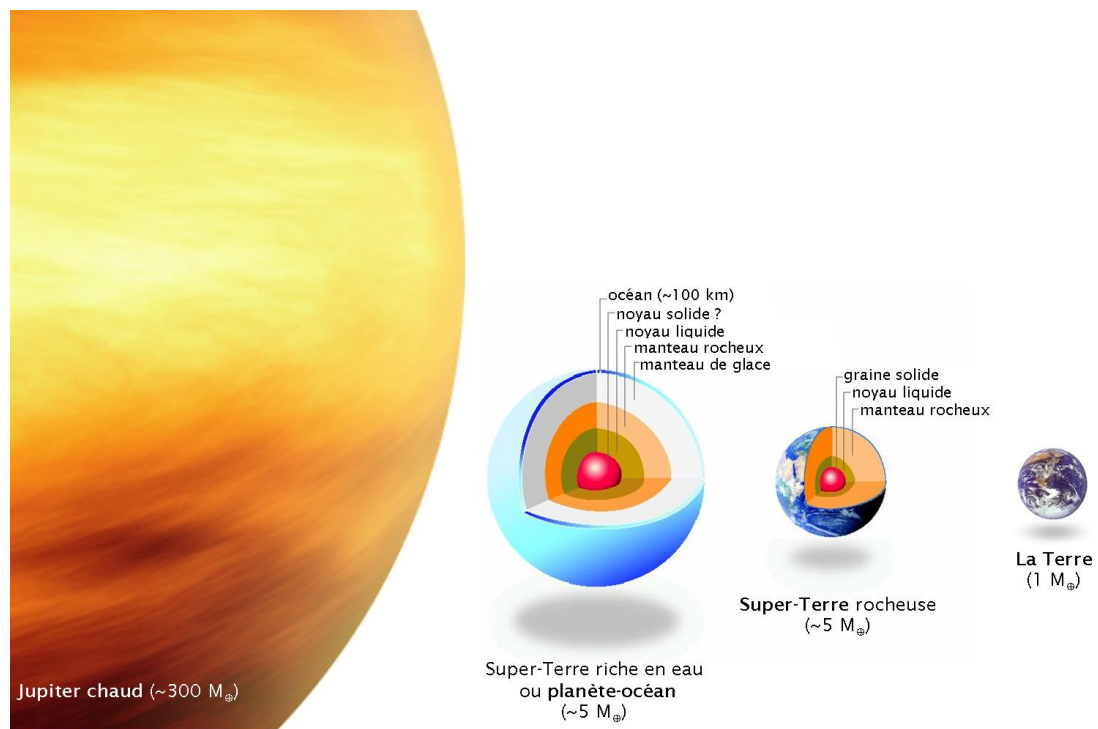 océan (~100 km)
noyau solide ?
noyau liquide
manteau rocheux
manteau de glace
graine solide
noyau liquide
manteau rocheux
La Terre
(1 M⊕)
Super-Terre rocheuse
(~5 M⊕)
Super-Terre riche en eau
ou planète-océan
(~5 M⊕)
Jupiter chaud (~300 M⊕)